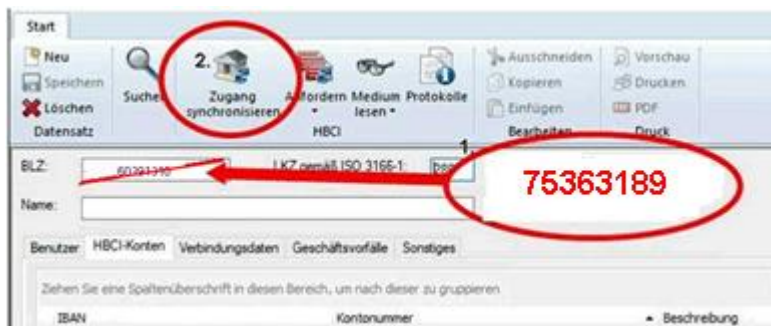 Start
Neu
Speichern
Löschen
Datensatz
Suchen
2.
Zugang
synchronisieren
Anfordern
Medium
lesen
Protokolle
HBCI
Ausschneiden
Kopieren
Einfügen
Bearbeiten
Vorschau
Drucken
PDF
Druck
1.
BLZ:
LKZ gemäß ISO 3166-1:
75363189
Name:
Benutzer HBCI-Konten Verbindungsdaten Geschäftsvorfälle Sonstiges
Ziehen Sie eine Spaltenüberschrift in diesen Bereich, um nach dieser zu gruppieren
IBAN Kontonummer Beschreibung